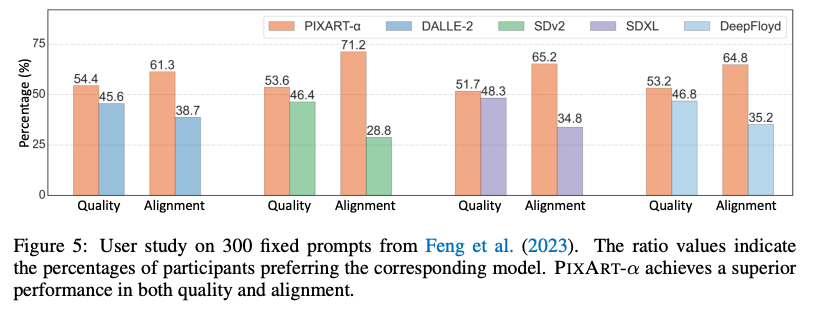 PIXART-α DALLE-2 SDv2 SDXL DeepFloyd
Percentage (%)
75
50
25
0
54.4 45.6 61.3 38.7 53.6 46.4 71.2 28.8 51.7 48.3 65.2 34.8 53.2 46.8 64.8 35.2
Quality Alignment Quality Alignment Quality Alignment Quality Alignment
Figure 5: User study on 300 fixed prompts from Feng et al. (2023). The ratio values indicate
the percentages of participants preferring the corresponding model. PIXART-α achieves a superior
performance in both quality and alignment.